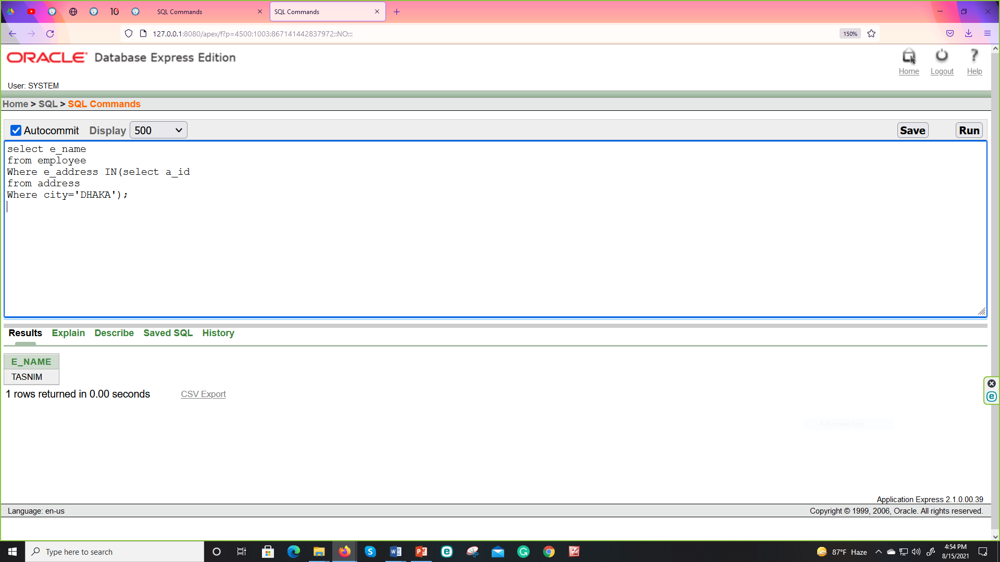 SQL Commands
SQL Commands
127.0.0.1:8080/apex/f?p=4500:1003:867141442837972::NO:::
150%
ORACLE Database Express Edition
Home
Logout
Help
User: SYSTEM
Home > SQL > SQL Commands
Autocommit
Display
500
Save
Run
select e_name
from employee
Where e_address IN(select a_id
from address
Where city='DHAKA');
Results
Explain
Describe
Saved SQL
History
E_NAME
TASNIM
1 rows returned in 0.00 seconds
CSV Export
Application Express 2.1.0.00.39
Language: en-us
Copyright © 1999, 2006, Oracle. All rights reserved.
Type here to search
87°F Haze
4:54 PM
8/15/2021